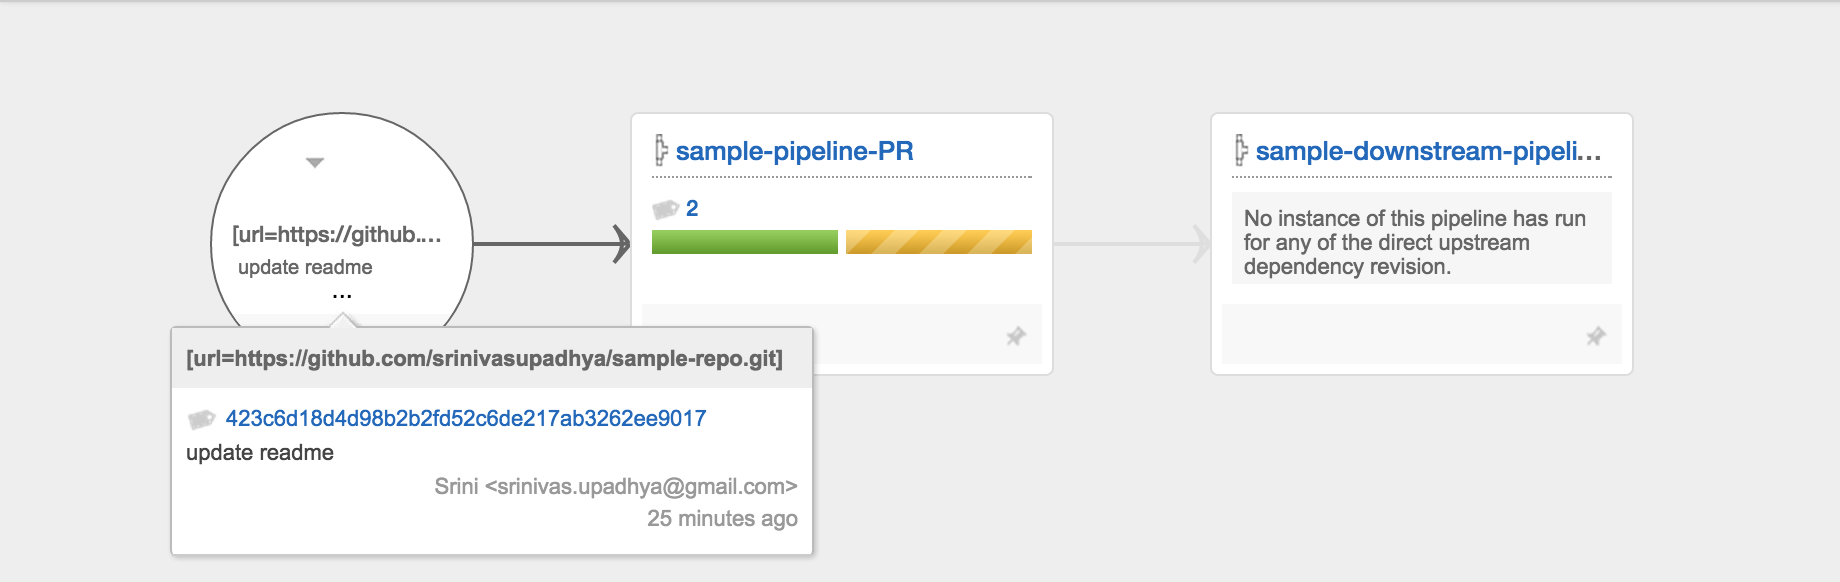 [url=https://github....
update readme
...
[url=https://github.com/srinivasupadhya/sample-repo.git]
423c6d18d4d98b2b2fd52c6de217ab3262ee9017
update readme
Srini <srinivas.upadhya@gmail.com>
25 minutes ago
sample-pipeline-PR
2
sample-downstream-pipeli...
No instance of this pipeline has run
for any of the direct upstream
dependency revision.